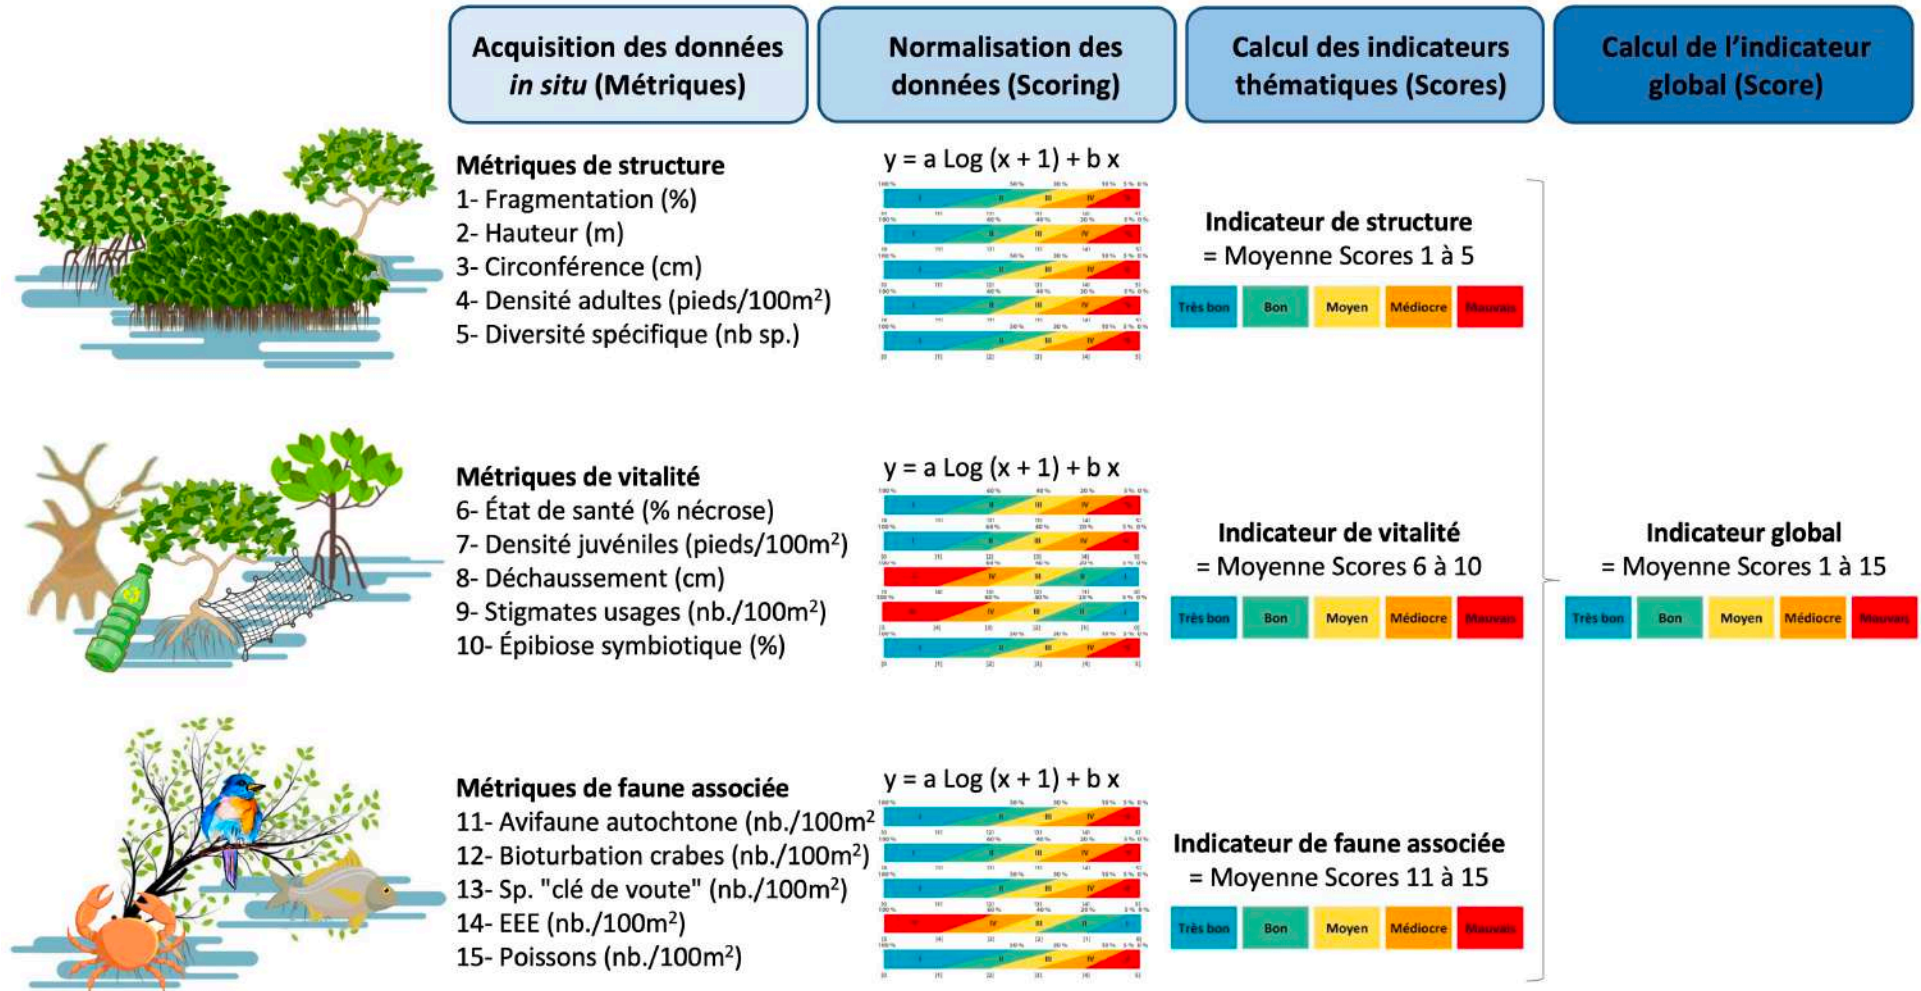 Acquisition des données
in situ (Métriques)
Normalisation des
données (Scoring)
Calcul des indicateurs
thématiques (Scores)
Calcul de l'indicateur
global (Score)
Métriques de structure
1- Fragmentation (%)
2- Hauteur (m)
3- Circonférence (cm)
4- Densité adultes (pieds/100m²)
5- Diversité spécifique (nb sp.)
y = a Log (x + 1) + b x
Indicateur de structure
= Moyenne Scores 1 à 5
Très bon Bon Moyen Médiocre Mauvais
Métriques de vitalité
6- État de santé (% nécrose)
7- Densité juvéniles (pieds/100m²)
8- Déchaussement (cm)
9- Stigmates usages (nb./100m²)
10- Épibiose symbiotique (%)
y = a Log (x + 1) + b x
Indicateur de vitalité
= Moyenne Scores 6 à 10
Très bon Bon Moyen Médiocre Mauvais
Indicateur global
= Moyenne Scores 1 à 15
Très bon Bon Moyen Médiocre Mauvais
Métriques de faune associée
11- Avifaune autochtone (nb./100m²
12- Bioturbation crabes (nb./100m²)
13- Sp. "clé de voute" (nb./100m²)
14- EEE (nb./100m²)
15- Poissons (nb./100m²)
y = a Log (x + 1) + b x
Indicateur de faune associée
= Moyenne Scores 11 à 15
Très bon Bon Moyen Médiocre Mauvais